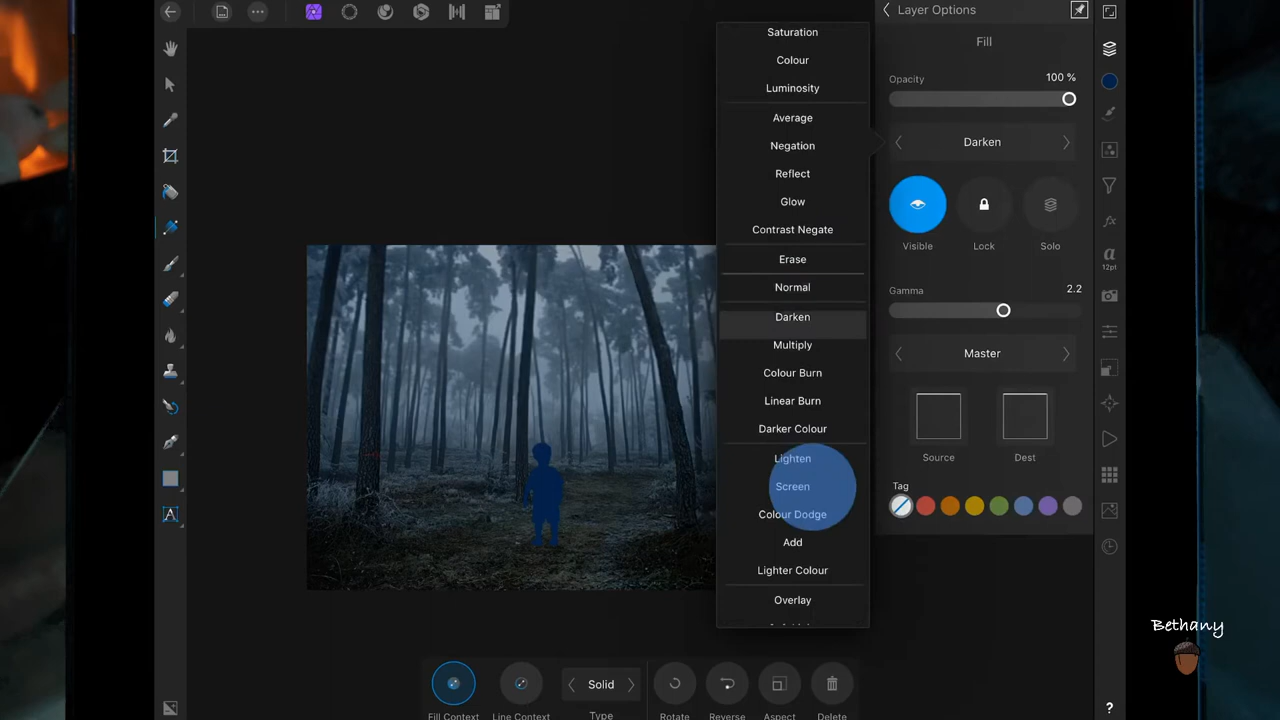 Layer Options
Fill
Opacity
100 %
Darken
Visible
Lock
Solo
Gamma
2.2
Master
Source
Dest
Tag
Saturation
Colour
Luminosity
Average
Negation
Reflect
Glow
Contrast Negate
Erase
Normal
Darken
Multiply
Colour Burn
Linear Burn
Darker Colour
Lighten
Screen
Colour Dodge
Add
Lighter Colour
Overlay
fx
a
12pt
A
?
Fill Context
Line Context
Solid
Type
Rotate
Reverse
Aspect
Delete
Bethany